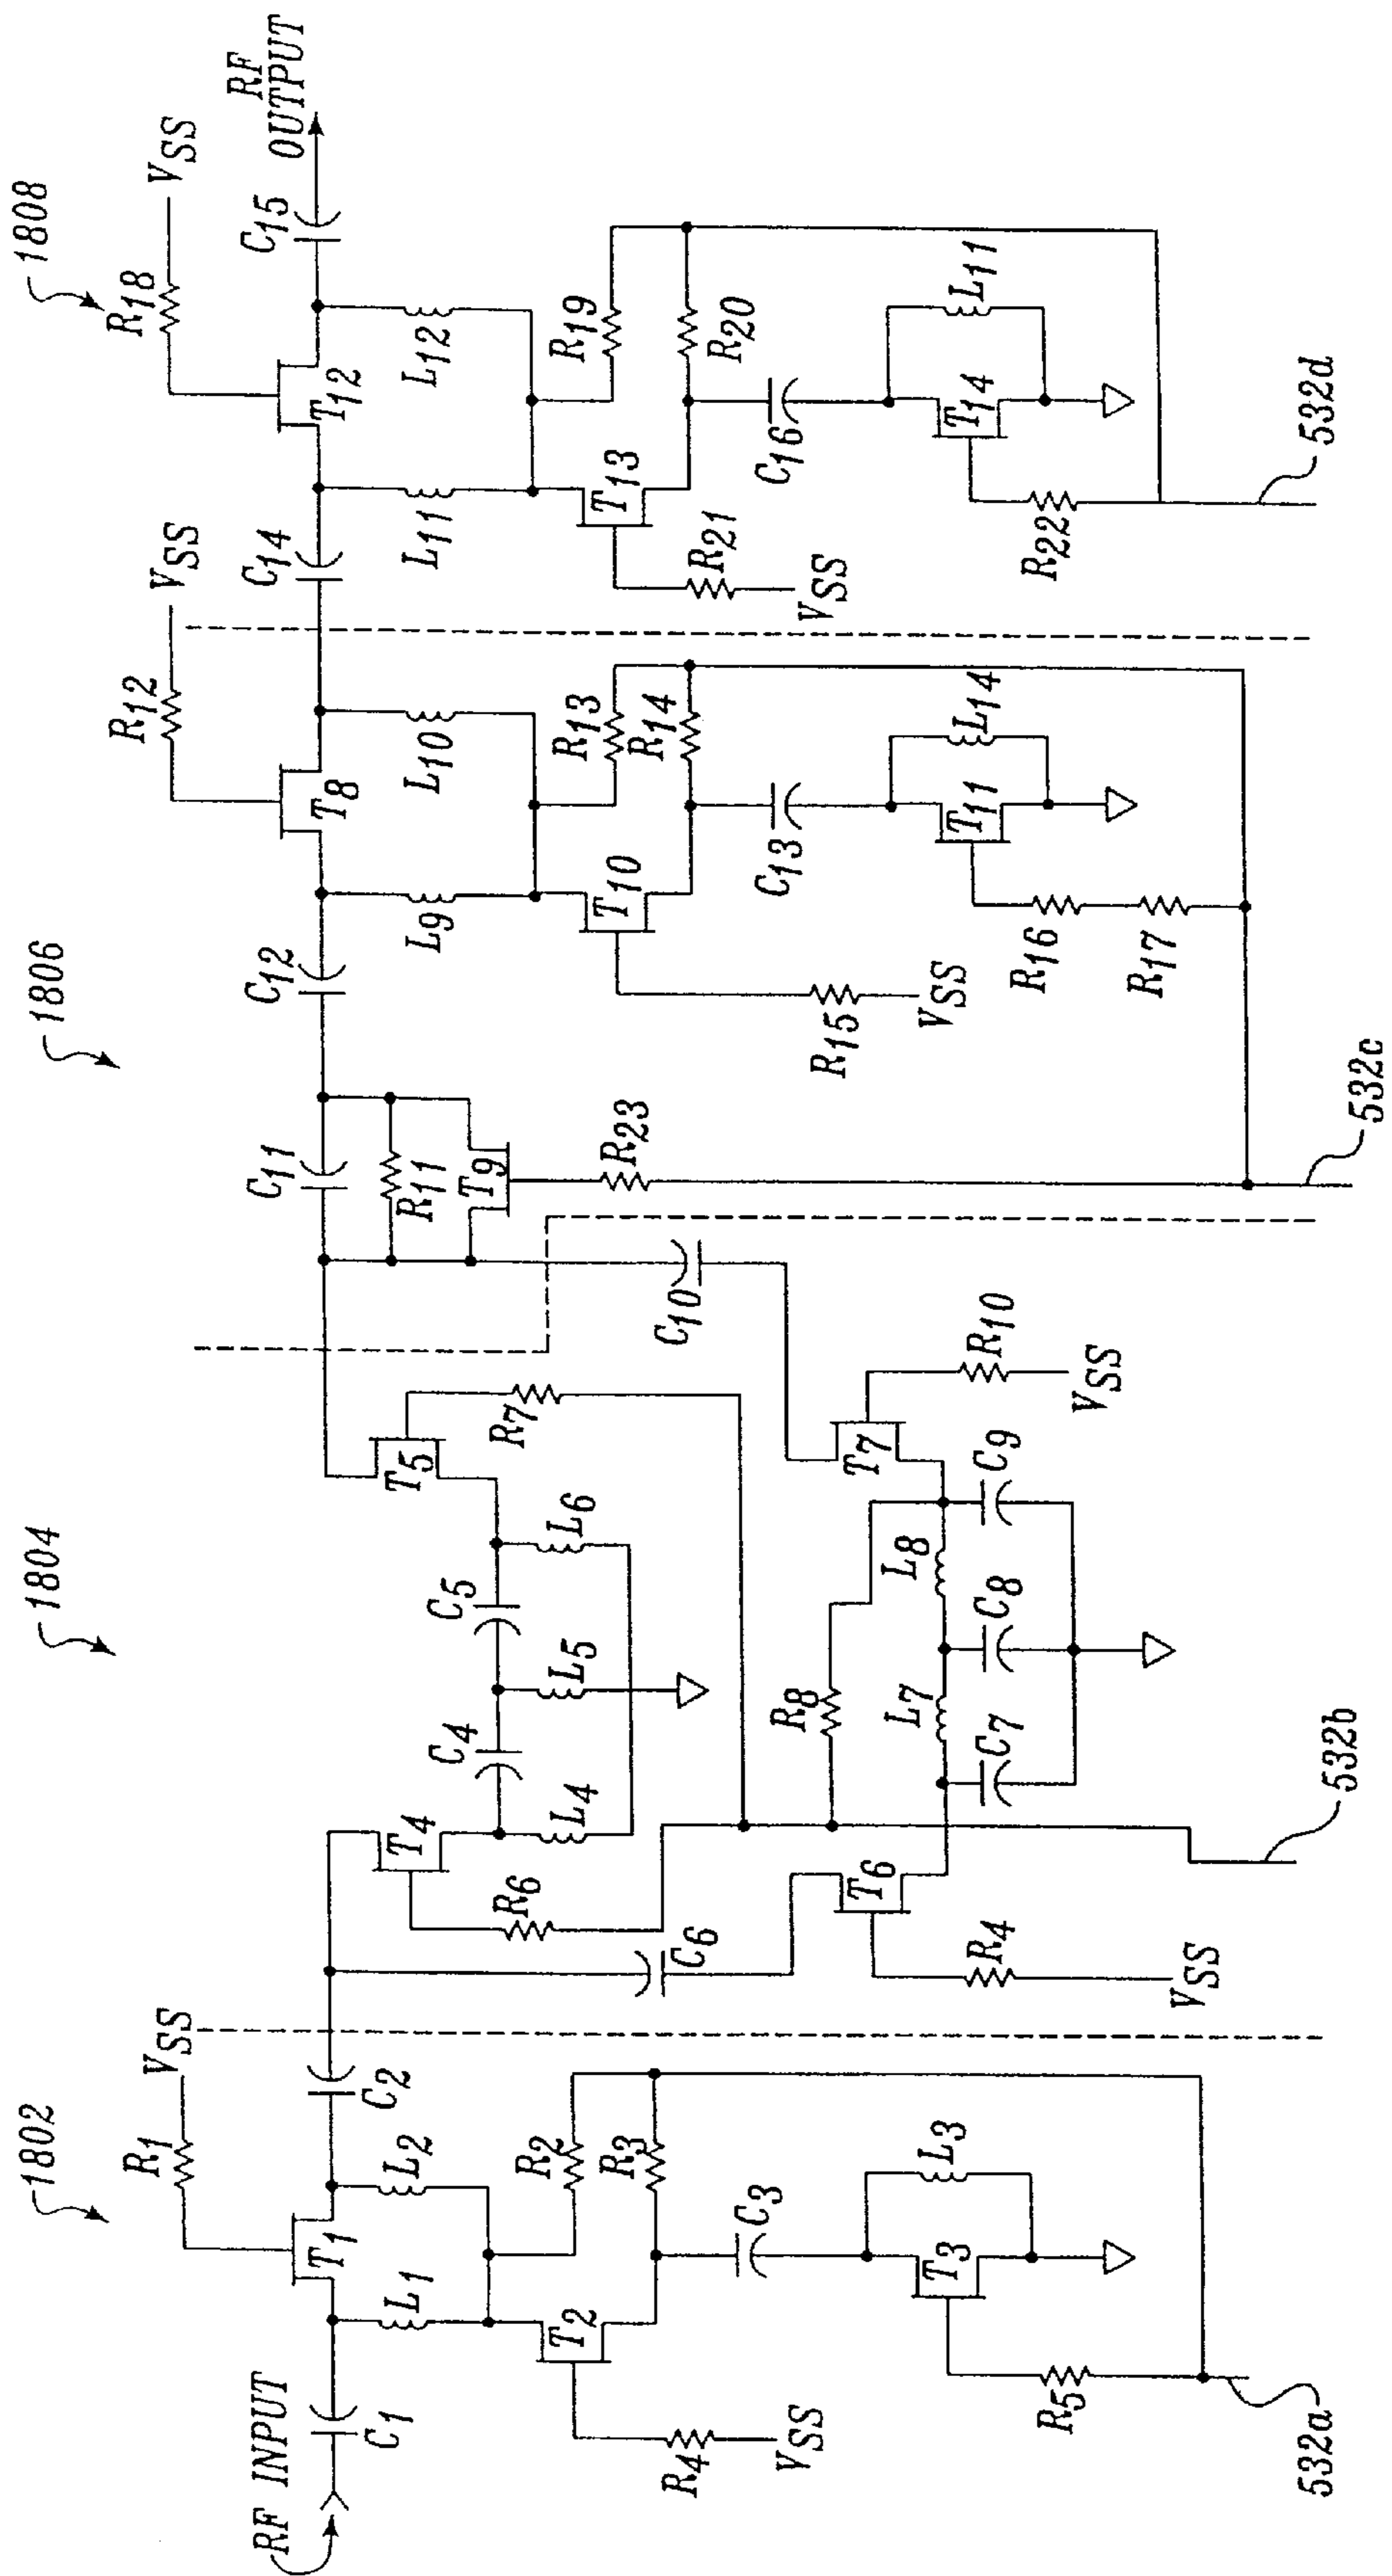 1802
1804
1806
1808
RF INPUT
C1
R1
VSS
T1
L1
L2
C2
T2
R2
R3
R4
VSS
C3
T3
L3
R5
532a
T4
R6
L4
C4
L5
C5
L6
T5
R7
C6
T6
R4
VSS
R8
L7
L8
C7
C8
C9
T7
R10
VSS
C10
532b
C11
R11
T9
R23
C12
R12
VSS
T8
L9
L10
T10
R13
R14
R15
VSS
C13
T11
L14
R16
R17
532c
C14
R18
VSS
T12
L11
L12
C15
RF
OUTPUT
T13
R19
R20
R21
VSS
C16
T14
L11
R22
532d